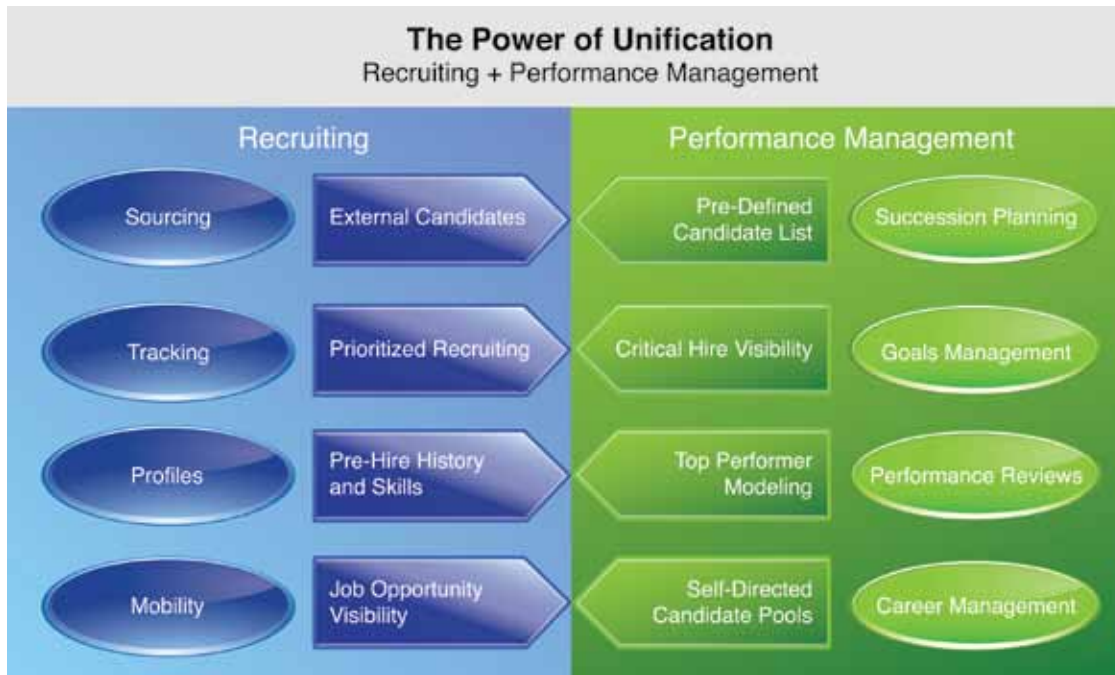 The Power of Unification
Recruiting + Performance Management
Recruiting
Performance Management
Sourcing
External Candidates
Pre-Defined
Candidate List
Succession Planning
Tracking
Prioritized Recruiting
Critical Hire Visibility
Goals Management
Profiles
Pre-Hire History
and Skills
Top Performer
Modeling
Performance Reviews
Mobility
Job Opportunity
Visibility
Self-Directed
Candidate Pools
Career Management